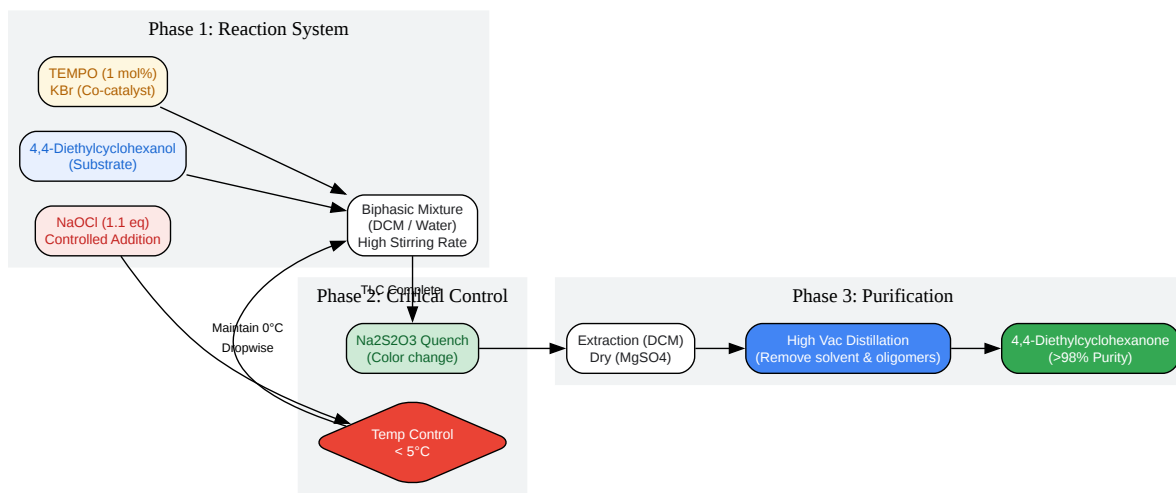 Phase 1: Reaction System
TEMPO (1 mol%)
KBr (Co-catalyst)
4,4-Diethylcyclohexanol
(Substrate)
NaOCl (1.1 eq)
Controlled Addition
Biphasic Mixture
(DCM / Water)
High Stirring Rate
TLC Complete
Phase 2: Critical Control
Maintain 0°C
Dropwise
Na2S2O3 Quench
(Color change)
Temp Control
< 5°C
Phase 3: Purification
Extraction (DCM)
Dry (MgSO4)
High Vac Distillation
(Remove solvent & oligomers)
4,4-Diethylcyclohexanone
(>98% Purity)